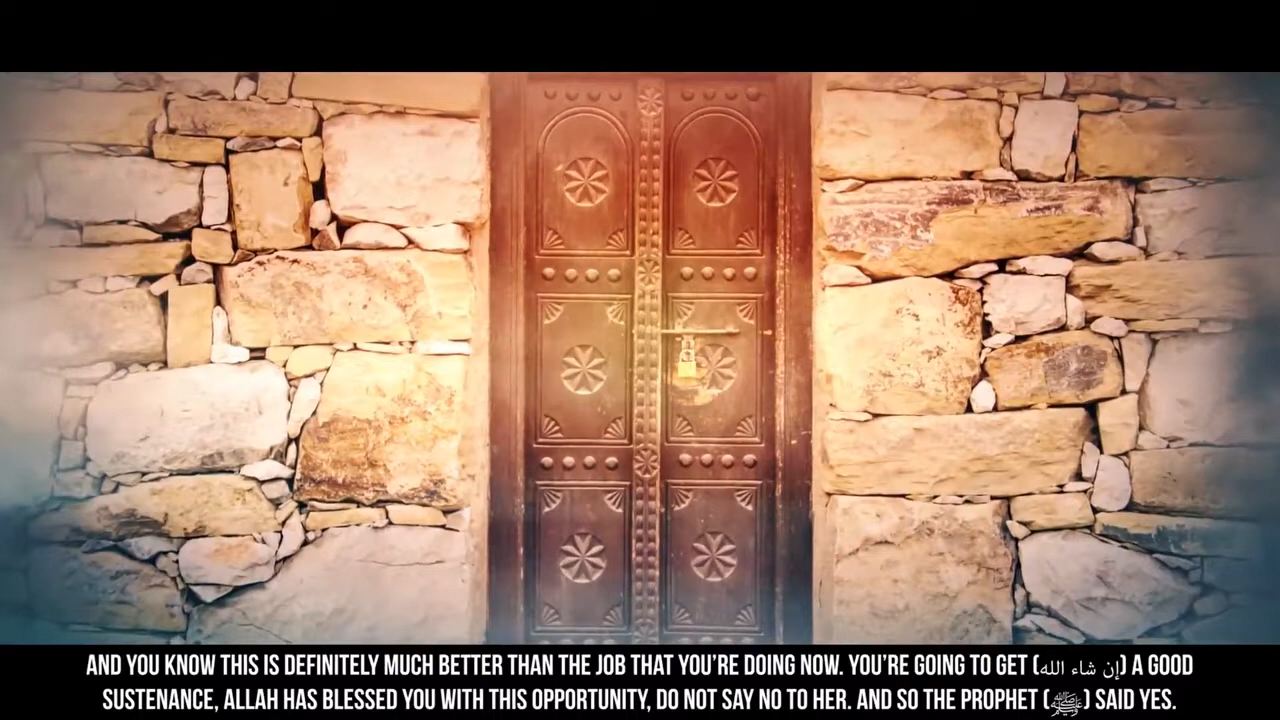 AND YOU KNOW THIS IS DEFINITELY MUCH BETTER THAN THE JOB THAT YOU'RE DOING NOW. YOU'RE GOING TO GET (إن شاء الله) A GOOD
SUSTENANCE, ALLAH HAS BLESSED YOU WITH THIS OPPORTUNITY, DO NOT SAY NO TO HER. AND SO THE PROPHET (ﷺ) SAID YES.